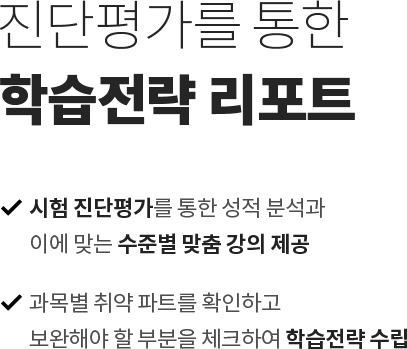 진단평가를 통한
학습전략 리포트
시험 진단평가를 통한 성적 분석과
이에 맞는 수준별 맞춤 강의 제공
과목별 취약 파트를 확인하고
보완해야 할 부분을 체크하여 학습전략 수립